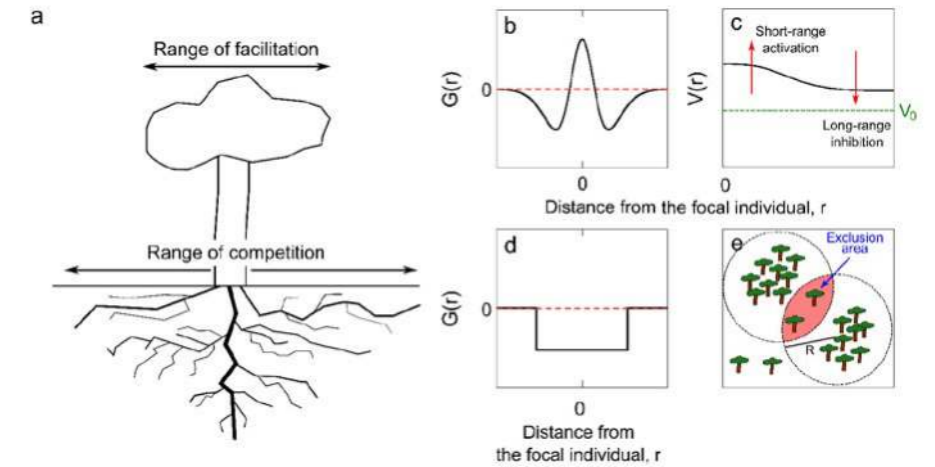 a
Range of facilitation
Range of competition
b
G(r)
0
0
c
V(r)
Short-range
activation
V₀
Long-range
inhibition
0
Distance from the focal individual, r
d
G(r)
0
0
Distance from
the focal individual, r
e
Exclusion
area
R